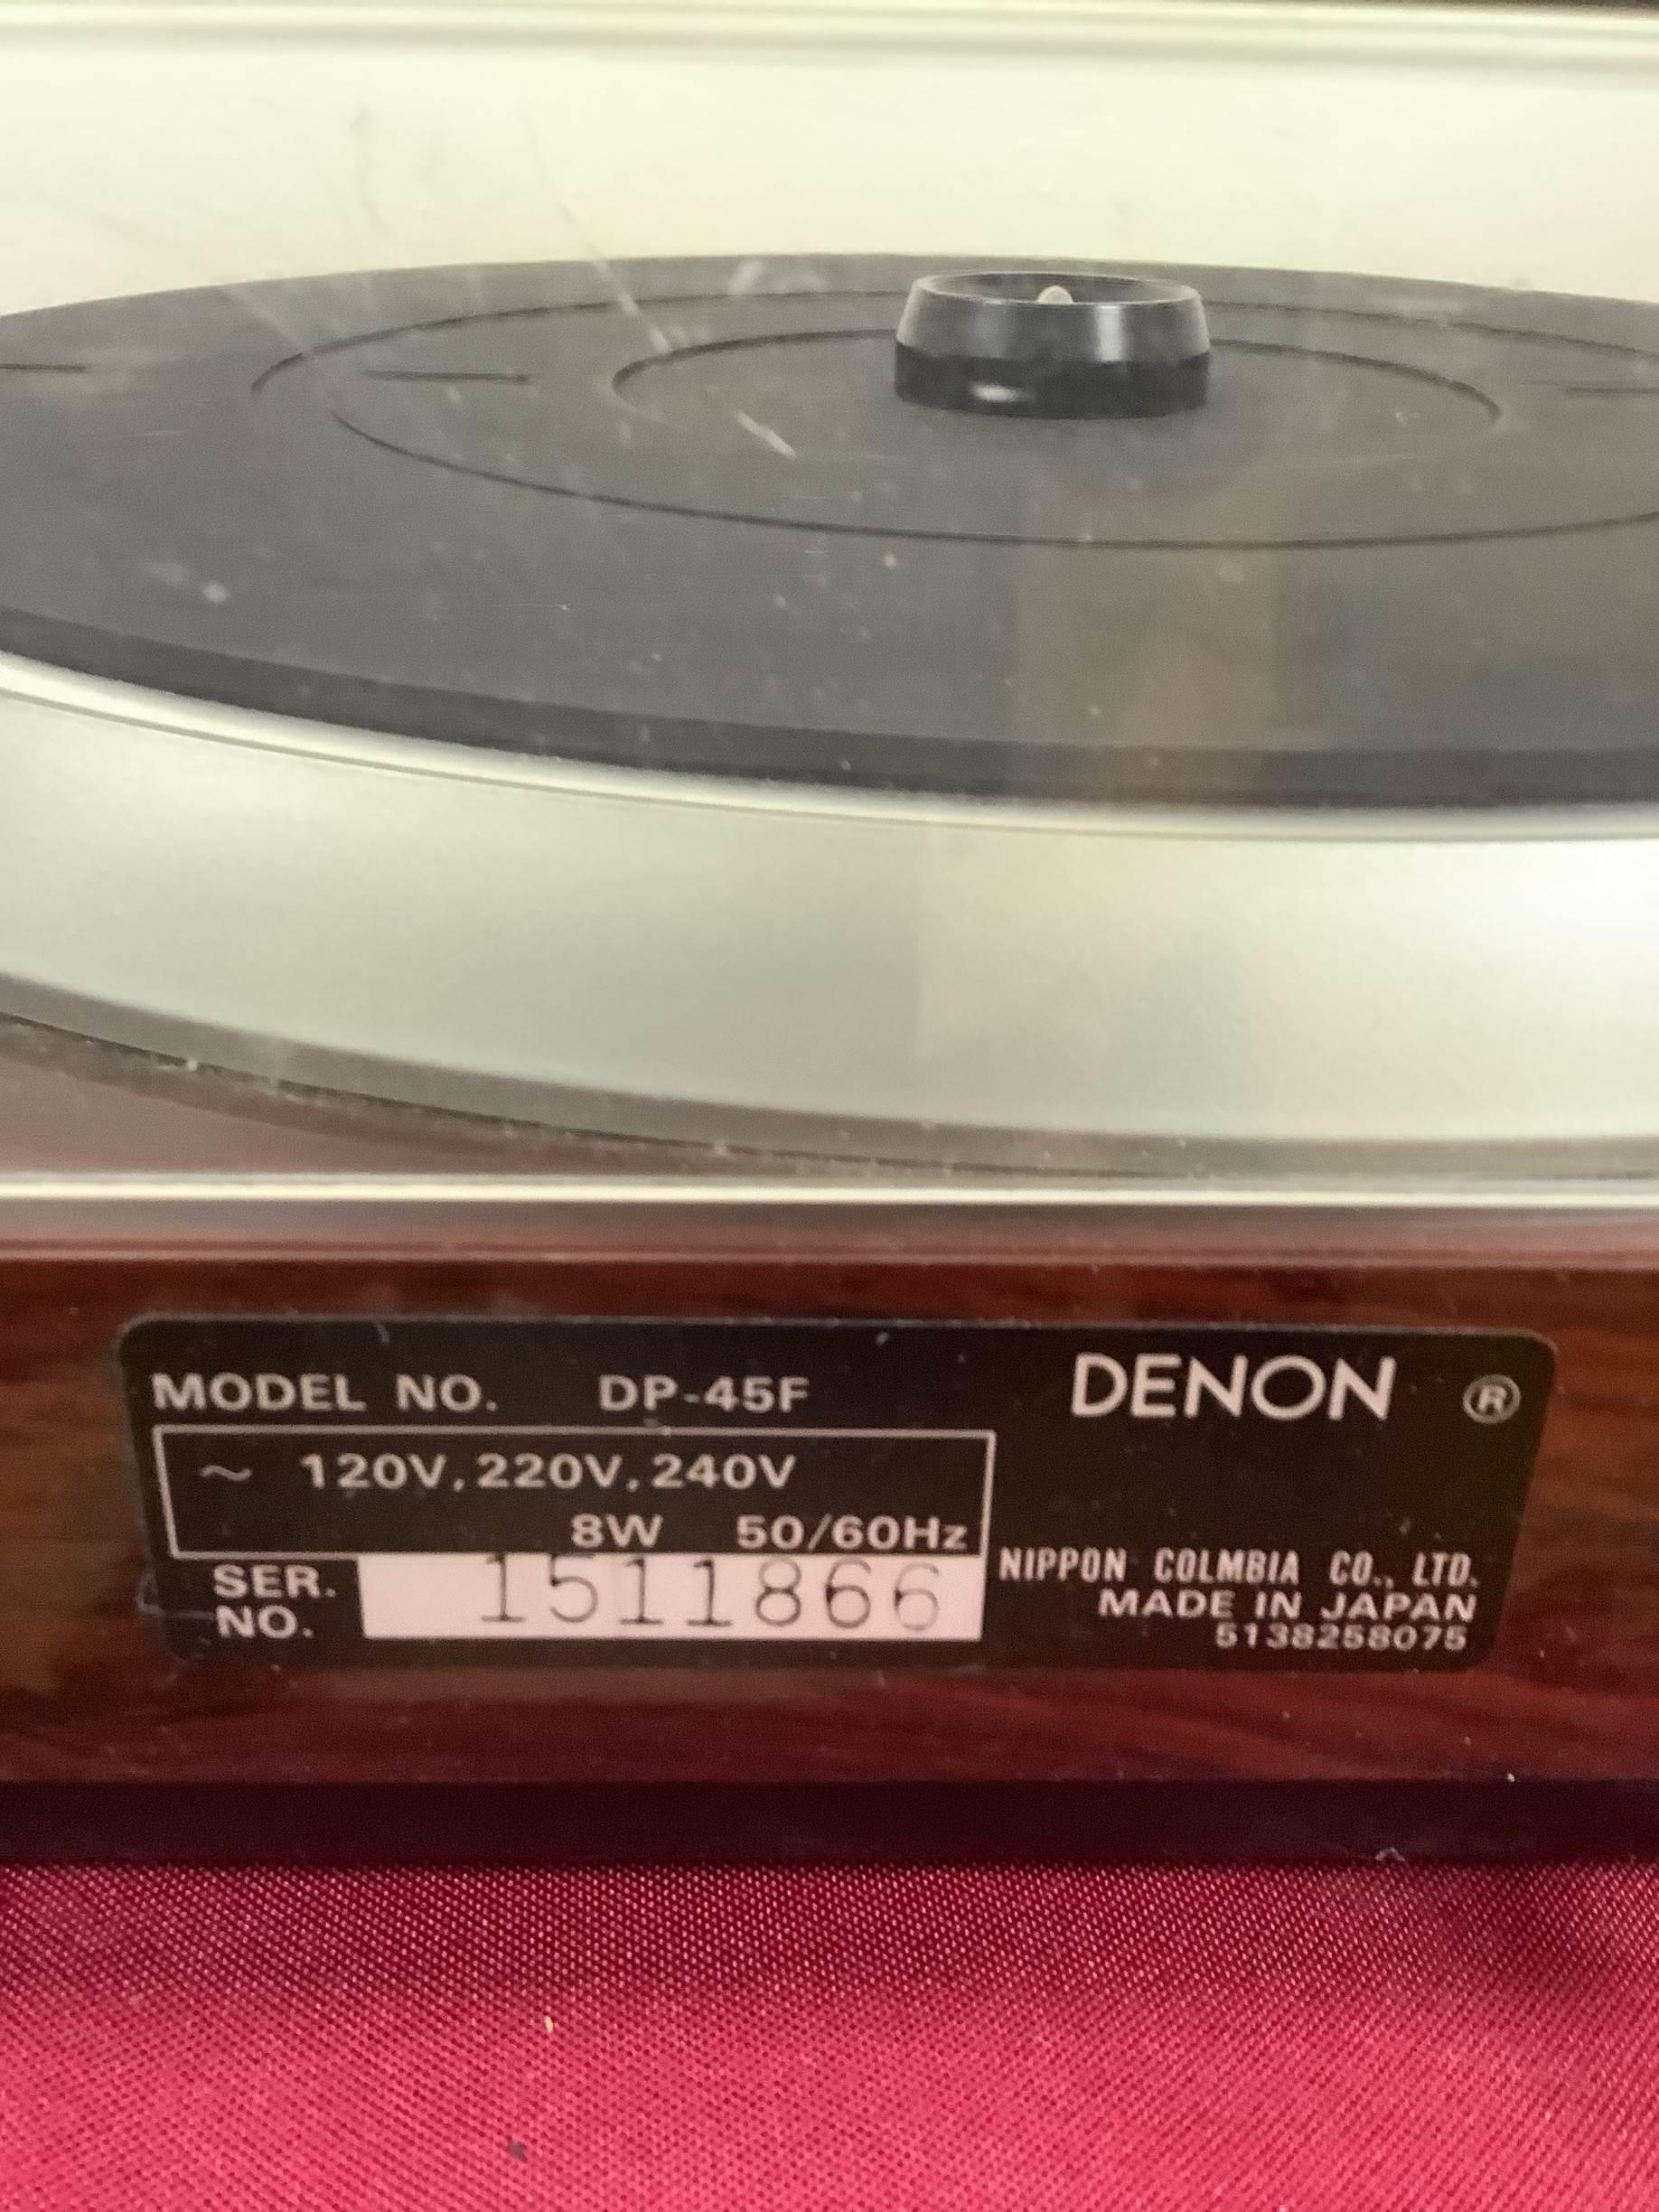 MODEL NO. DP-45F
DENON ®
~ 120V, 220V, 240V
8W 50/60Hz
SER. NO. 1511866
NIPPON COLMBIA CO., LTD.
MADE IN JAPAN
5138258075